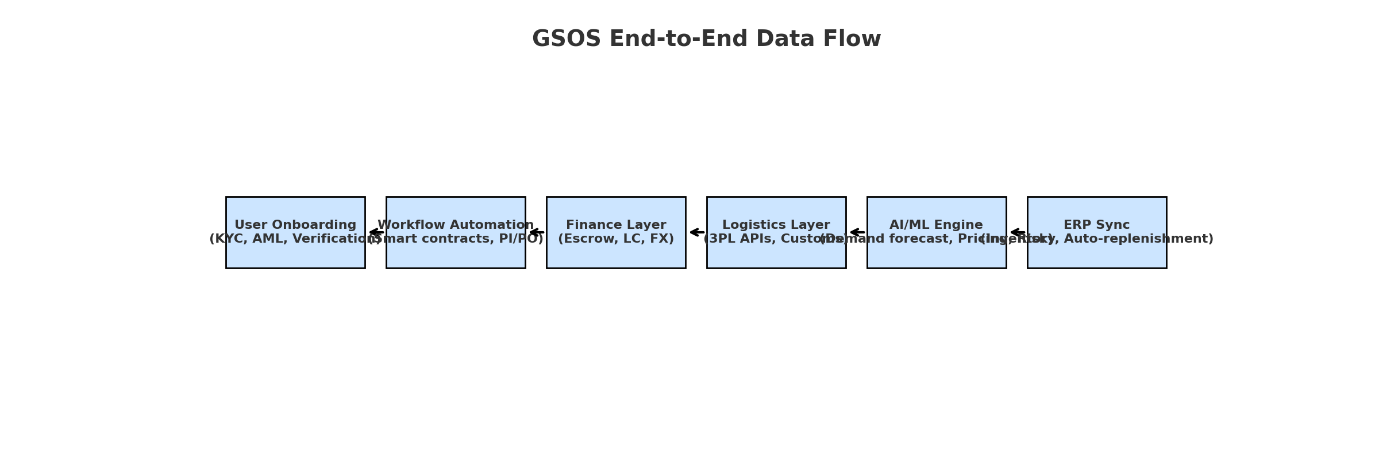 GSOS End-to-End Data Flow
User Onboarding
(KYC, AML, Verification)
Workflow Automation
(Smart contracts, PI/PO)
Finance Layer
(Escrow, LC, FX)
Logistics Layer
(3PL APIs, Customs)
AI/ML Engine
(Demand forecast, Pricing, Risk)
ERP Sync
(Inventory, Auto-replenishment)